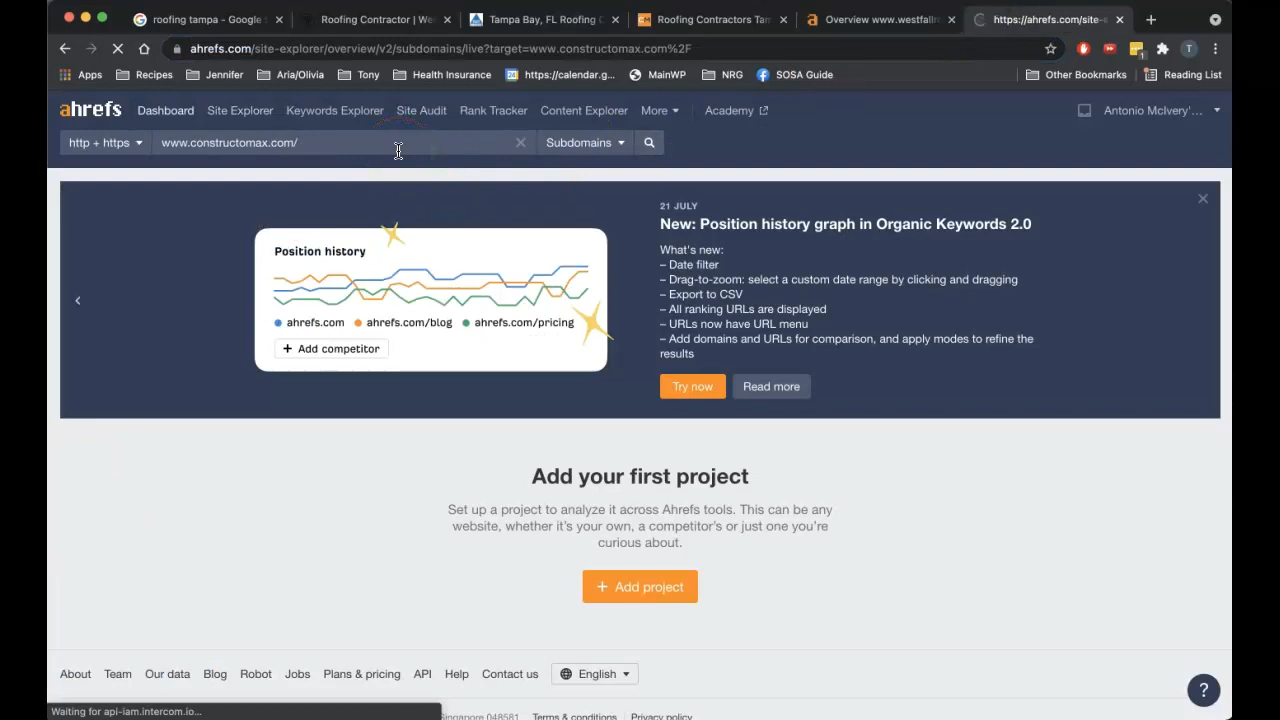 roofing tampa - Google
Roofing Contractor | We
Tampa Bay, FL Roofing C
Roofing Contractors Tam
Overview www.westfallr
https://ahrefs.com/site-e
ahrefs.com/site-explorer/overview/v2/subdomains/live?target=www.constructomax.com%2F
1
T
Apps
Recipes
Jennifer
Aria/Olivia
Tony
Health Insurance
https://calendar.g...
MainWP
NRG
SOSA Guide
Other Bookmarks
Reading List
ahrefs
Dashboard
Site Explorer
Keywords Explorer
Site Audit
Rank Tracker
Content Explorer
More
Academy
Antonio McIvery'...
http + https
www.constructomax.com/
Subdomains
Position history
ahrefs.com
ahrefs.com/blog
ahrefs.com/pricing
+ Add competitor
21 JULY
New: Position history graph in Organic Keywords 2.0
What's new:
– Date filter
– Drag-to-zoom: select a custom date range by clicking and dragging
– Export to CSV
– All ranking URLs are displayed
– URLs now have URL menu
– Add domains and URLs for comparison, and apply modes to refine the
results
Try now
Read more
Add your first project
Set up a project to analyze it across Ahrefs tools. This can be any
website, whether it's your own, a competitor's or just one you're
curious about.
+ Add project
About
Team
Our data
Blog
Robot
Jobs
Plans & pricing
API
Help
Contact us
English
?
Waiting for api-iam.intercom.io...
Singapore 048581
Terms & conditions
Privacy policy